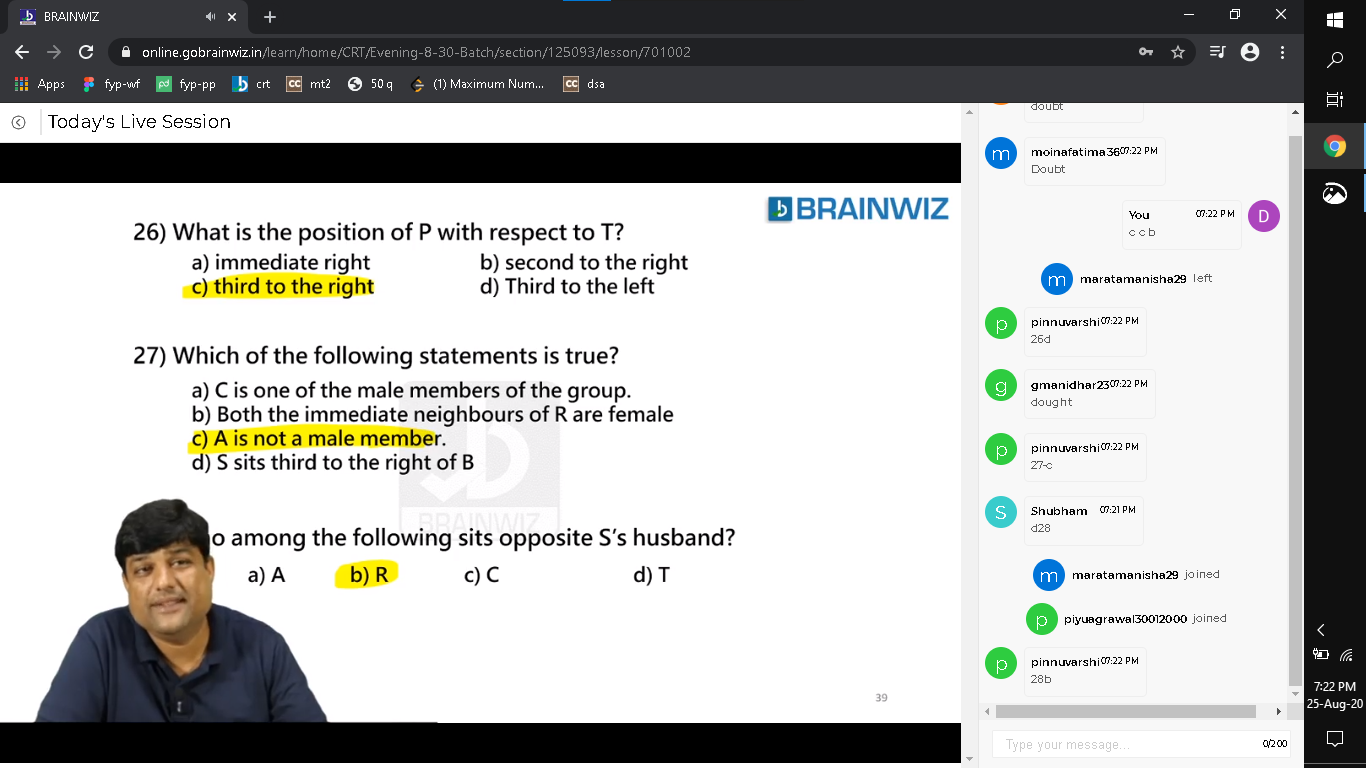 BRAINWIZ
online.gobrainwiz.in/learn/home/CRT/Evening-8-30-Batch/section/125093/lesson/701002
Apps fyp-wf fyp-pp crt mt2 50 q (1) Maximum Num... dsa
Today's Live Session
BRAINWIZ
26) What is the position of P with respect to T?
a) immediate right b) second to the right
c) third to the right d) Third to the left
27) Which of the following statements is true?
a) C is one of the male members of the group.
b) Both the immediate neighbours of R are female
c) A is not a male member.
d) S sits third to the right of B
BRAINWIZ
o among the following sits opposite S's husband?
a) A b) R c) C d) T
39
doubt
moinafatima36 07:22 PM
Doubt
You 07:22 PM
c c b
D
m maratamanisha29 left
p pinnuvarshi 07:22 PM
26d
g gmanidhar23 07:22 PM
dought
p pinnuvarshi 07:22 PM
27-c
S Shubham 07:21 PM
d28
m maratamanisha29 joined
p piyuagrawal30012000 joined
p pinnuvarshi 07:22 PM
28b
Type your message... 0/200
7:22 PM
25-Aug-20